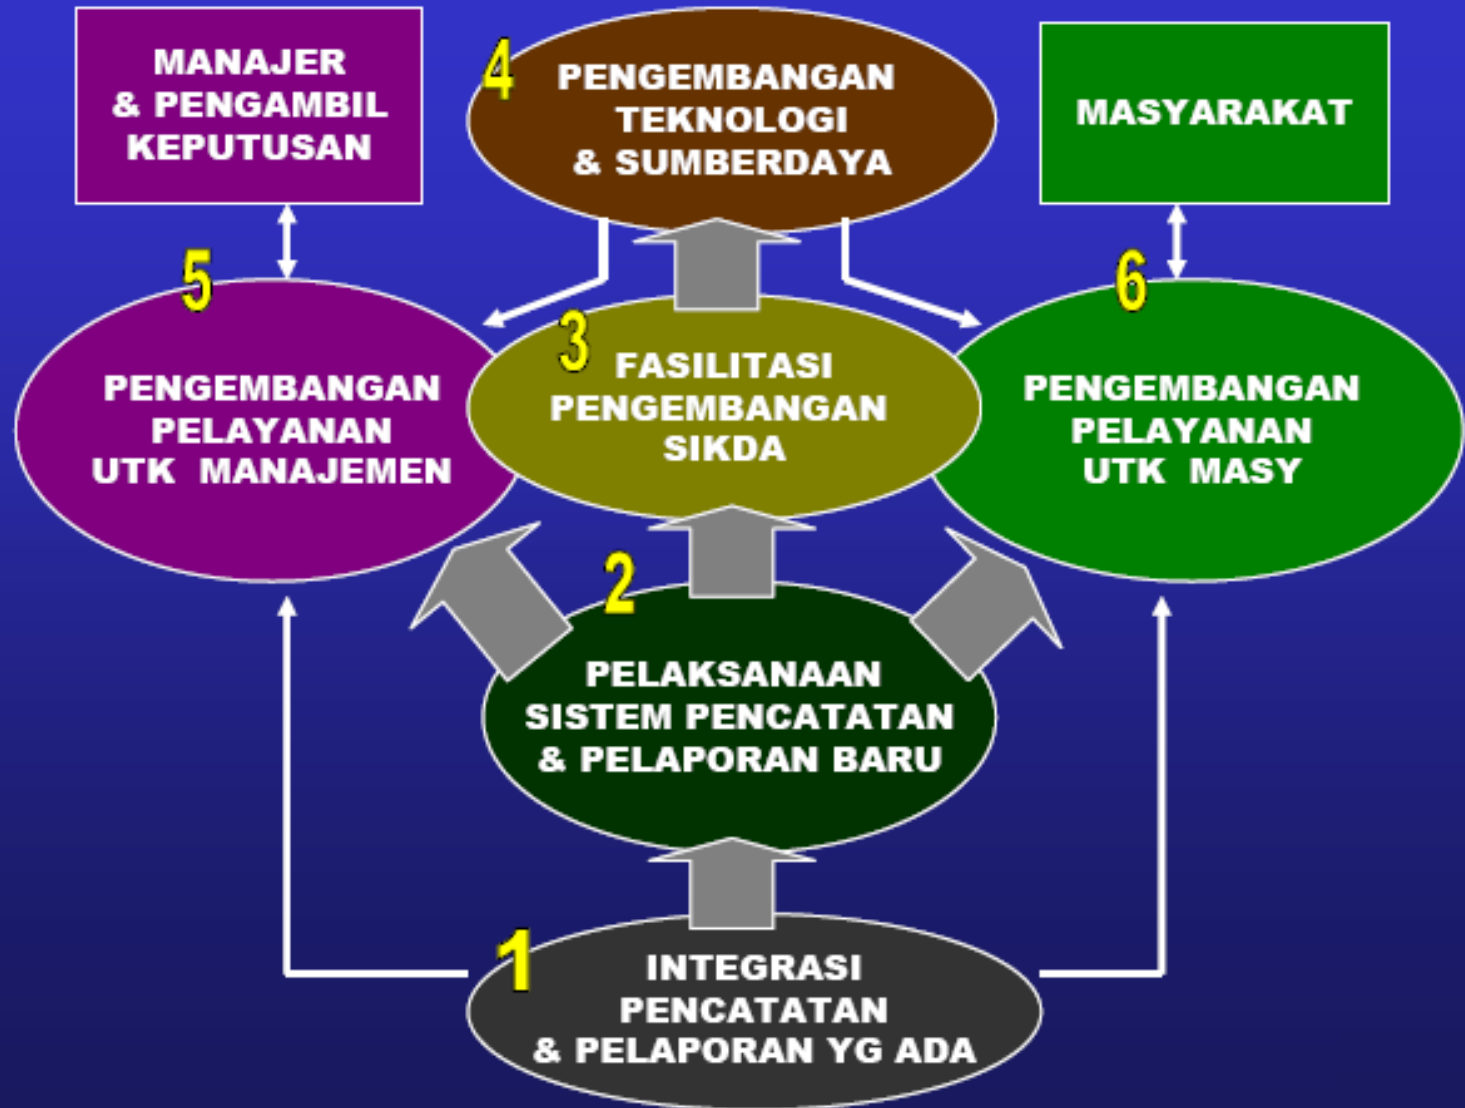 MANAJER
& PENGAMBIL
KEPUTUSAN
4
PENGEMBANGAN
TEKNOLOGI
& SUMBERDAYA
MASYARAKAT
5
PENGEMBANGAN
PELAYANAN
UTK MANAJEMEN
3
FASILITASI
PENGEMBANGAN
SIKDA
6
PENGEMBANGAN
PELAYANAN
UTK MASY
2
PELAKSANAAN
SISTEM PENCATATAN
& PELAPORAN BARU
1
INTEGRASI
PENCATATAN
& PELAPORAN YG ADA